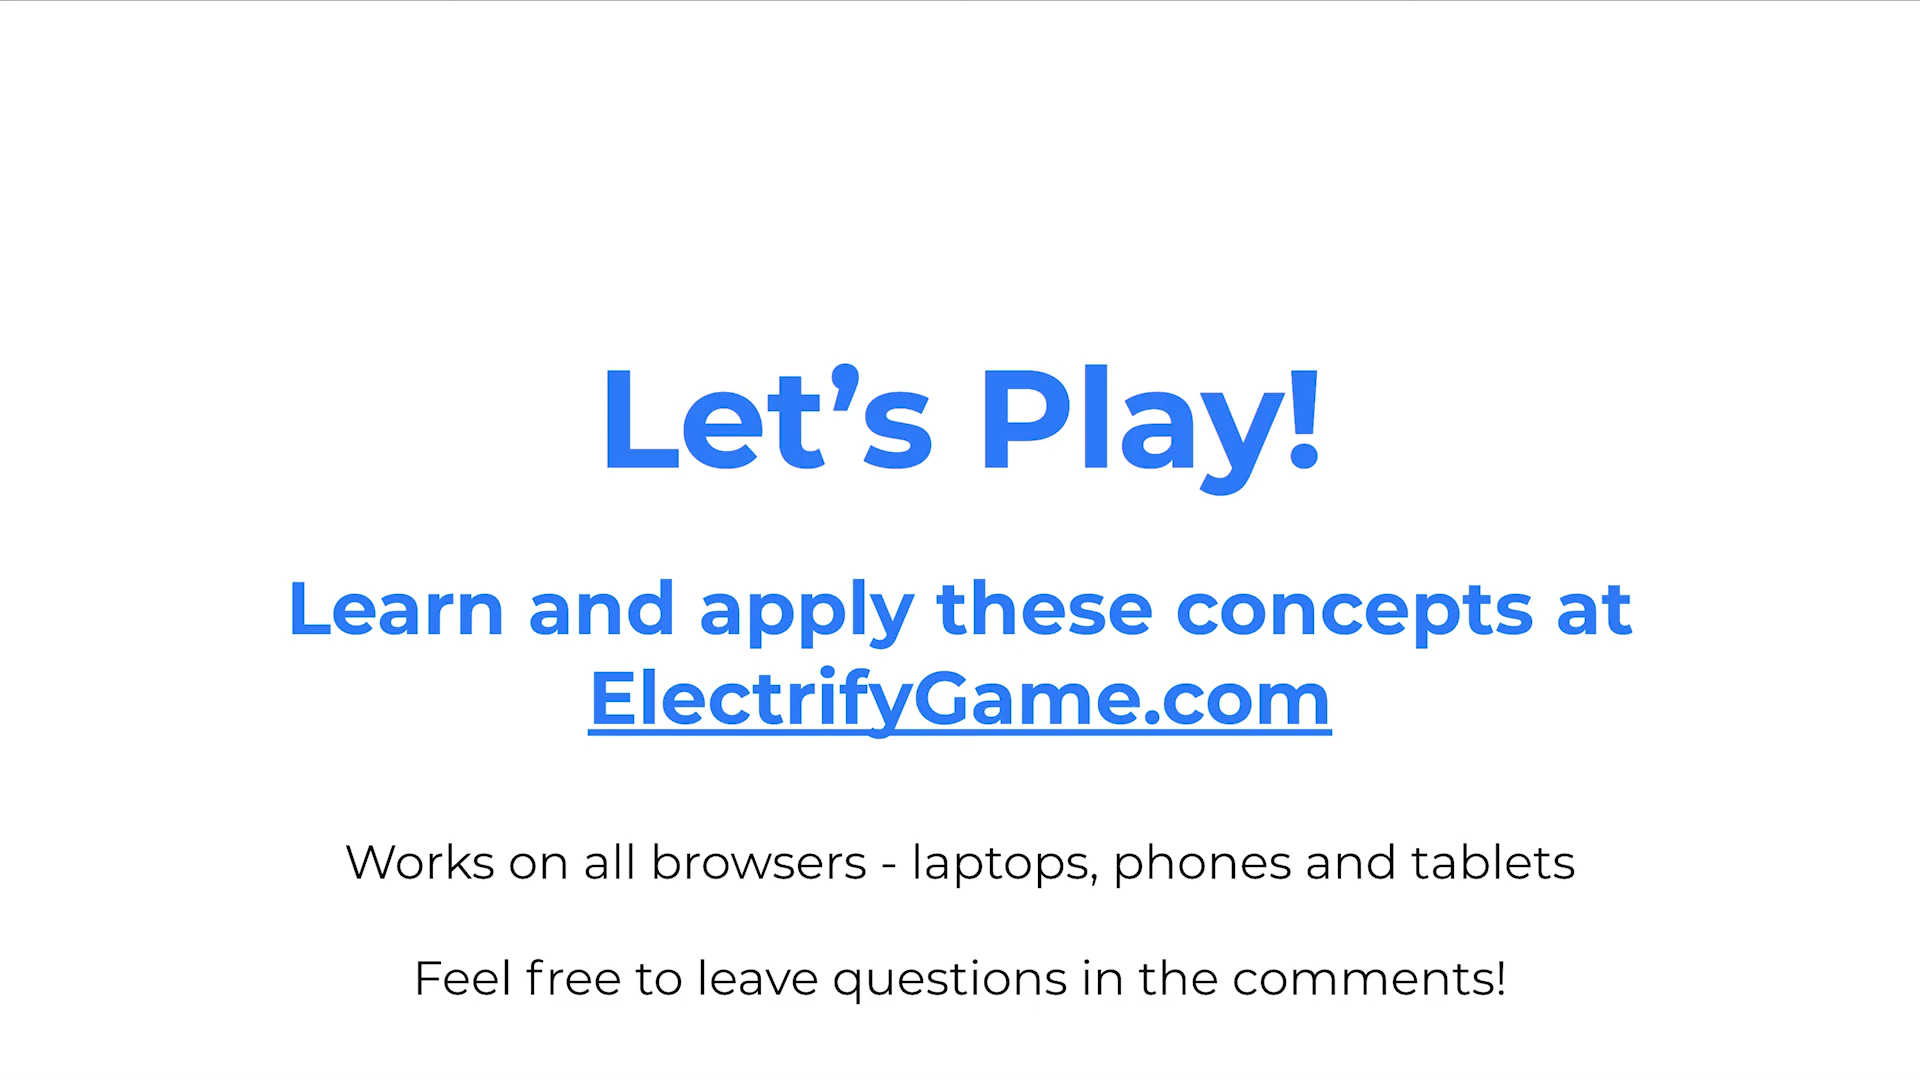 Let’s Play!
Learn and apply these concepts at
ElectrifyGame.com
Works on all browsers - laptops, phones and tablets
Feel free to leave questions in the comments!